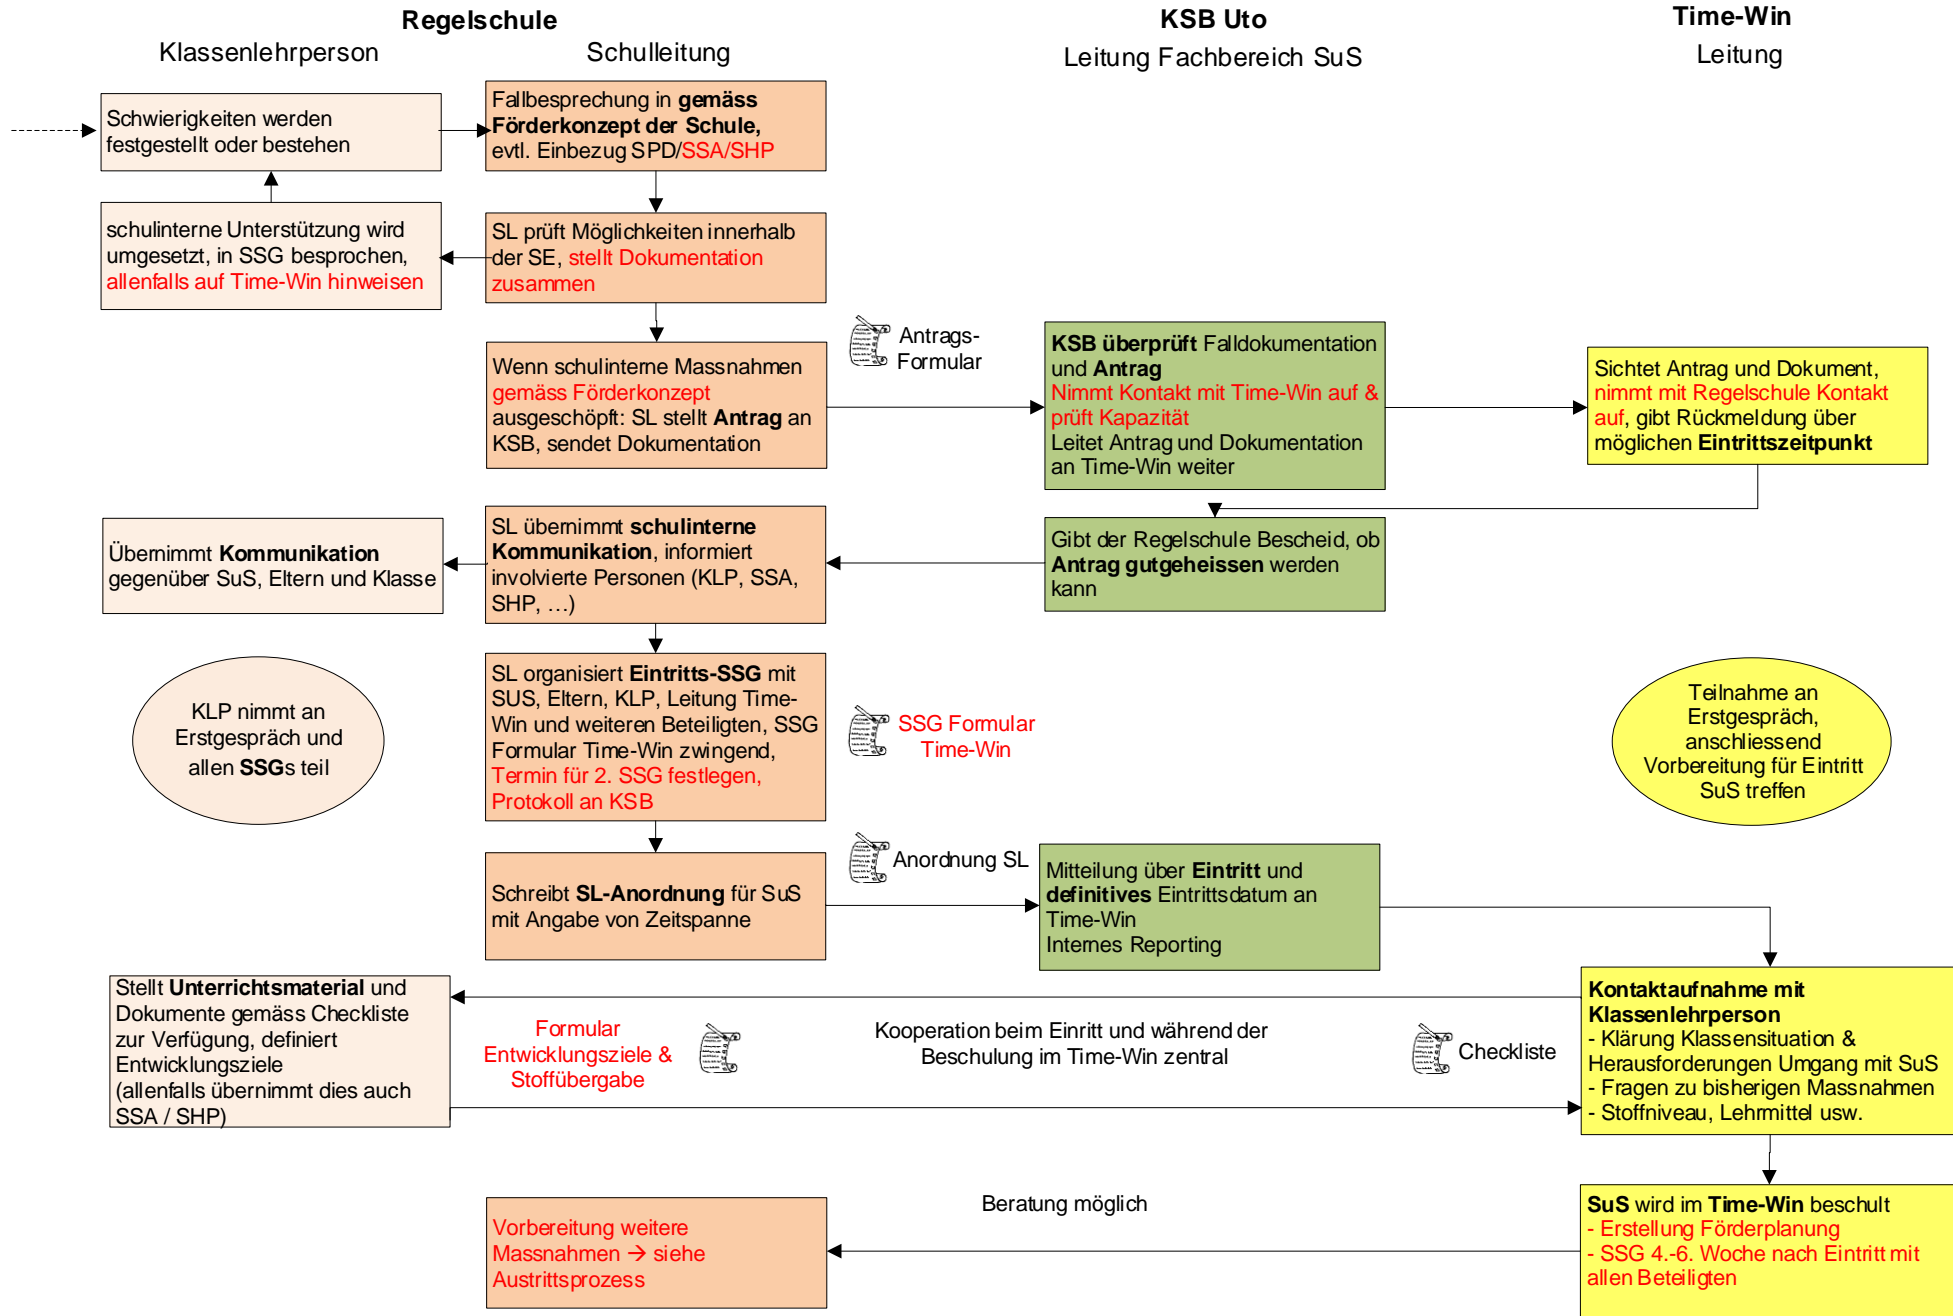 Regelschule
KSB Uto
Time-Win
Klassenlehrperson
Schulleitung
Leitung Fachbereich SuS
Leitung
Schwierigkeiten werden
festgestellt oder bestehen
Fallbesprechung in gemäss
Förderkonzept der Schule,
evtl. Einbezug SPD/SSA/SHP
schulinterne Unterstützung wird
umgesetzt, in SSG besprochen,
allenfalls auf Time-Win hinweisen
SL prüft Möglichkeiten innerhalb
der SE, stellt Dokumentation
zusammen
Wenn schulinterne Massnahmen
gemäss Förderkonzept
ausgeschöpft: SL stellt Antrag an
KSB, sendet Dokumentation
Antrags-
Formular
KSB überprüft Falldokumentation
und Antrag
Nimmt Kontakt mit Time-Win auf &
prüft Kapazität
Leitet Antrag und Dokumentation
an Time-Win weiter
Sichtet Antrag und Dokument,
nimmt mit Regelschule Kontakt
auf, gibt Rückmeldung über
möglichen Eintrittszeitpunkt
Übernimmt Kommunikation
gegenüber SuS, Eltern und Klasse
SL übernimmt schulinterne
Kommunikation, informiert
involvierte Personen (KLP, SSA,
SHP, …)
Gibt der Regelschule Bescheid, ob
Antrag gutgeheissen werden
kann
KLP nimmt an
Erstgespräch und
allen SSGs teil
SL organisiert Eintritts-SSG mit
SUS, Eltern, KLP, Leitung Time-
Win und weiteren Beteiligten, SSG
Formular Time-Win zwingend,
Termin für 2. SSG festlegen,
Protokoll an KSB
SSG Formular
Time-Win
Teilnahme an
Erstgespräch,
anschliessend
Vorbereitung für Eintritt
SuS treffen
Schreibt SL-Anordnung für SuS
mit Angabe von Zeitspanne
Anordnung SL
Mitteilung über Eintritt und
definitives Eintrittsdatum an
Time-Win
Internes Reporting
Stellt Unterrichtsmaterial und
Dokumente gemäss Checkliste
zur Verfügung, definiert
Entwicklungsziele
(allenfalls übernimmt dies auch
SSA / SHP)
Formular
Entwicklungsziele &
Stoffübergabe
Kooperation beim Einritt und während der
Beschulung im Time-Win zentral
Checkliste
Kontaktaufnahme mit
Klassenlehrperson
- Klärung Klassensituation &
Herausforderungen Umgang mit SuS
- Fragen zu bisherigen Massnahmen
- Stoffniveau, Lehrmittel usw.
Vorbereitung weitere
Massnahmen → siehe
Austrittsprozess
Beratung möglich
SuS wird im Time-Win beschult
- Erstellung Förderplanung
- SSG 4.-6. Woche nach Eintritt mit
allen Beteiligten